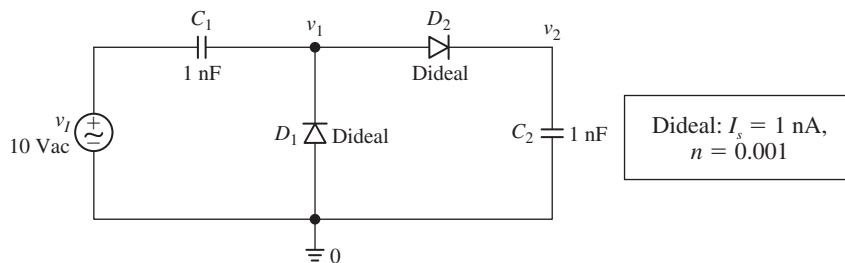 C1
v1
D2
v2
1 nF
Dideal
vI
+
−
10 Vac
D1
Dideal
C2
1 nF
0
Dideal: Is = 1 nA,
n = 0.001